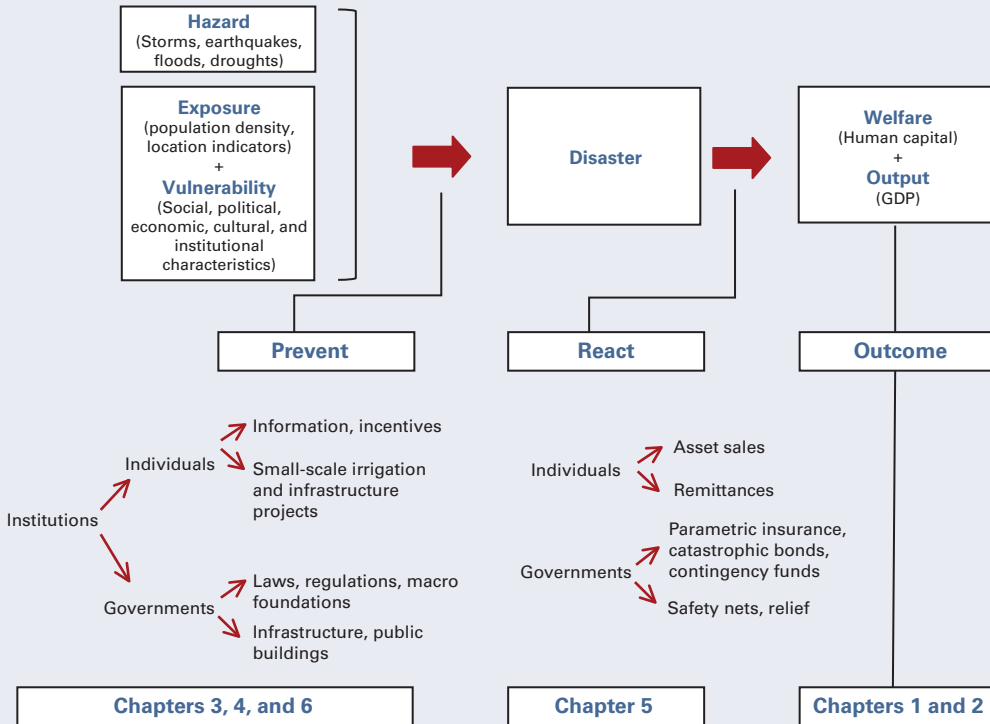 Hazard
(Storms, earthquakes,
floods, droughts)
Exposure
(population density,
location indicators)
+
Vulnerability
(Social, political,
economic, cultural, and
institutional
characteristics)
Disaster
Welfare
(Human capital)
+
Output
(GDP)
Prevent
React
Outcome
Institutions
Individuals
Information, incentives
Small-scale irrigation
and infrastructure
projects
Governments
Laws, regulations, macro
foundations
Infrastructure, public
buildings
Individuals
Asset sales
Remittances
Governments
Parametric insurance,
catastrophic bonds,
contingency funds
Safety nets, relief
Chapters 3, 4, and 6
Chapter 5
Chapters 1 and 2